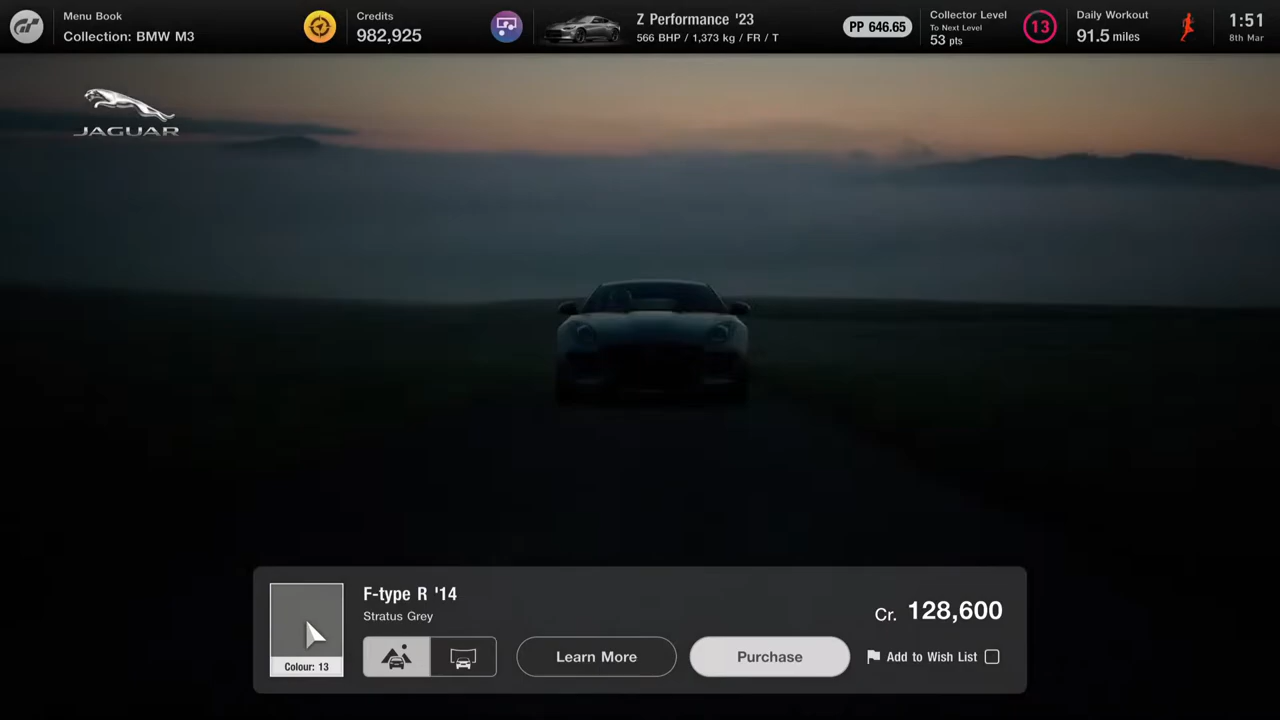 Menu Book
Collection: BMW M3
Credits
982,925
Z Performance '23
566 BHP / 1,373 kg / FR / T
PP 646.65
Collector Level
To Next Level
53 pts
13
Daily Workout
91.5 miles
1:51
8th Mar
JAGUAR
F-type R '14
Stratus Grey
Colour: 13
Learn More
Purchase
Cr. 128,600
Add to Wish List